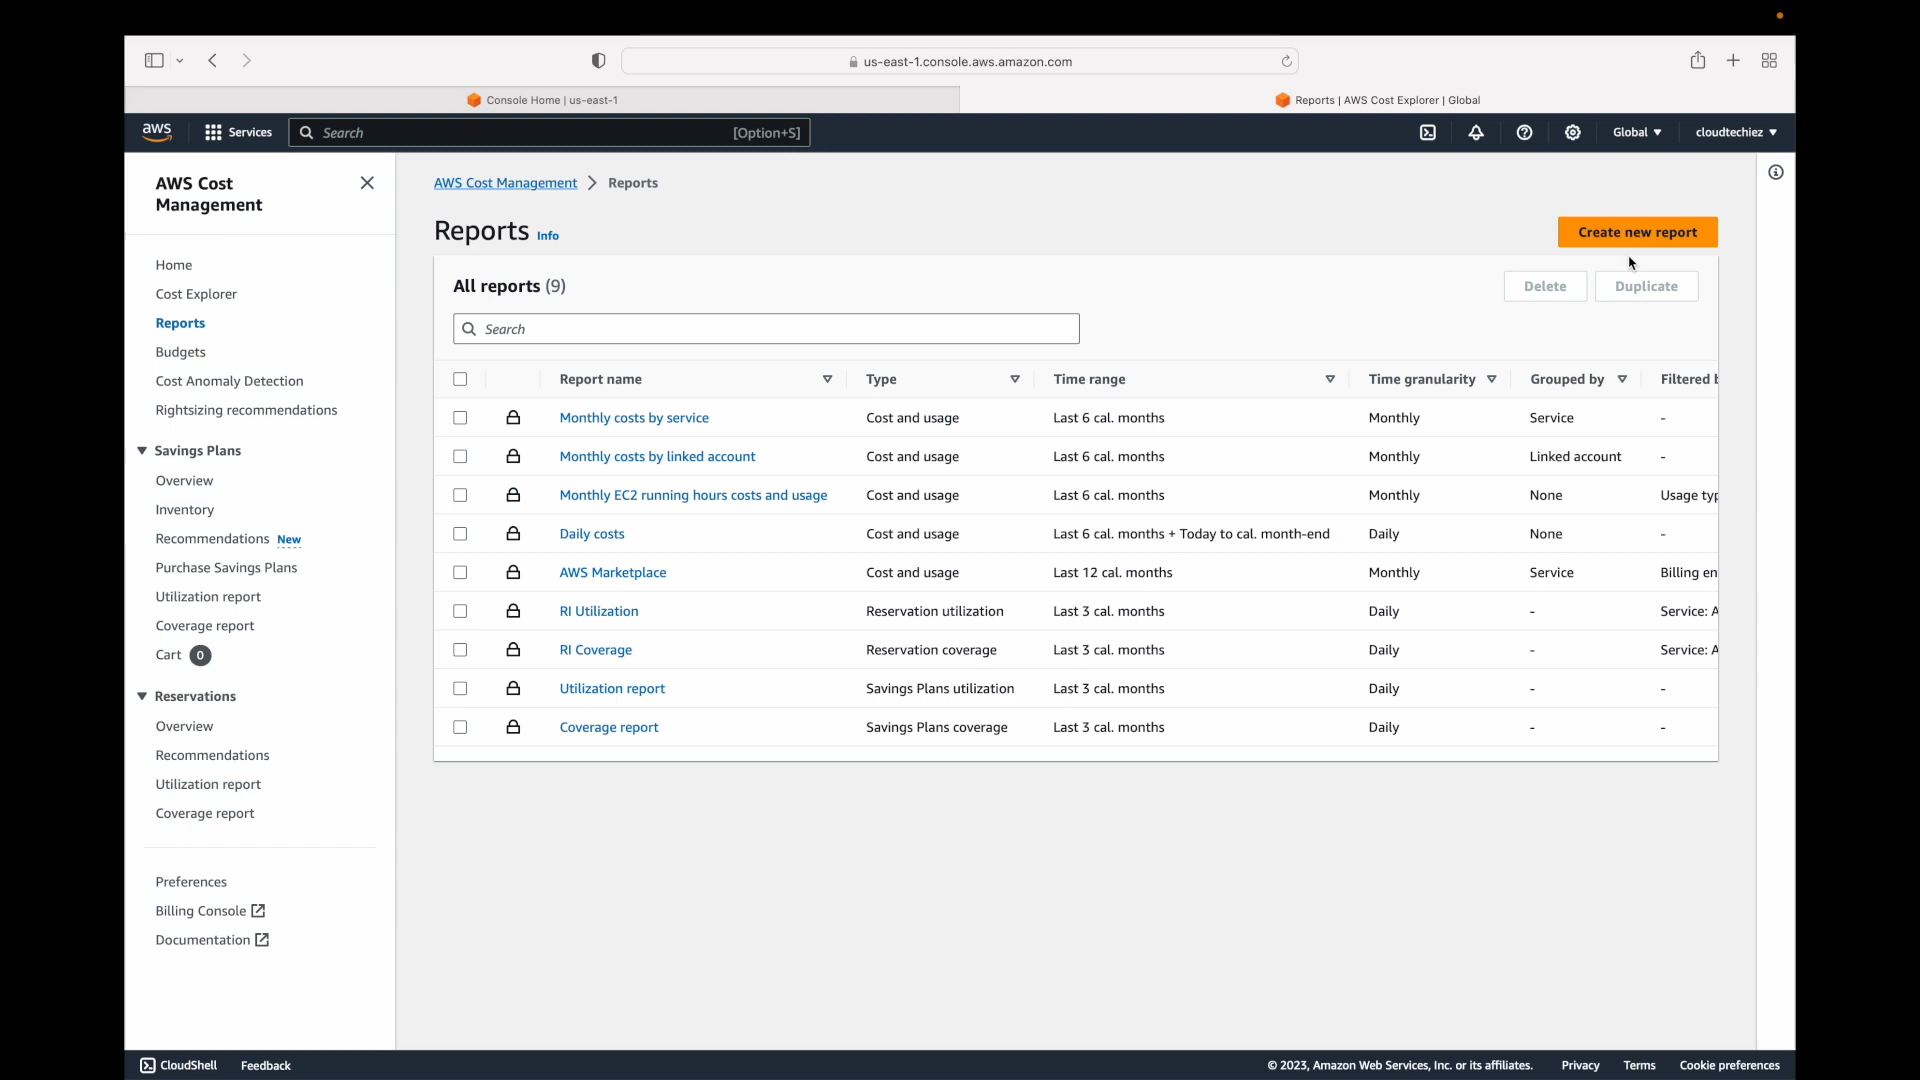 us-east-1.console.aws.amazon.com
Console Home | us-east-1
Reports | AWS Cost Explorer | Global
aws
Services
Search
[Option+S]
Global
cloudtechiez
AWS Cost
Management
Home
Cost Explorer
Reports
Budgets
Cost Anomaly Detection
Rightsizing recommendations
Savings Plans
Overview
Inventory
Recommendations New
Purchase Savings Plans
Utilization report
Coverage report
Cart 0
Reservations
Overview
Recommendations
Utilization report
Coverage report
Preferences
Billing Console
Documentation
AWS Cost Management > Reports
Reports Info
Create new report
All reports (9)
Delete
Duplicate
Search
Report name Type Time range Time granularity Grouped by Filtered
Monthly costs by service Cost and usage Last 6 cal. months Monthly Service -
Monthly costs by linked account Cost and usage Last 6 cal. months Monthly Linked account -
Monthly EC2 running hours costs and usage Cost and usage Last 6 cal. months Monthly None Usage typ
Daily costs Cost and usage Last 6 cal. months + Today to cal. month-end Daily None -
AWS Marketplace Cost and usage Last 12 cal. months Monthly Service Billing en
RI Utilization Reservation utilization Last 3 cal. months Daily - Service: A
RI Coverage Reservation coverage Last 3 cal. months Daily - Service: A
Utilization report Savings Plans utilization Last 3 cal. months Daily - -
Coverage report Savings Plans coverage Last 3 cal. months Daily - -
CloudShell
Feedback
© 2023, Amazon Web Services, Inc. or its affiliates.
Privacy
Terms
Cookie preferences